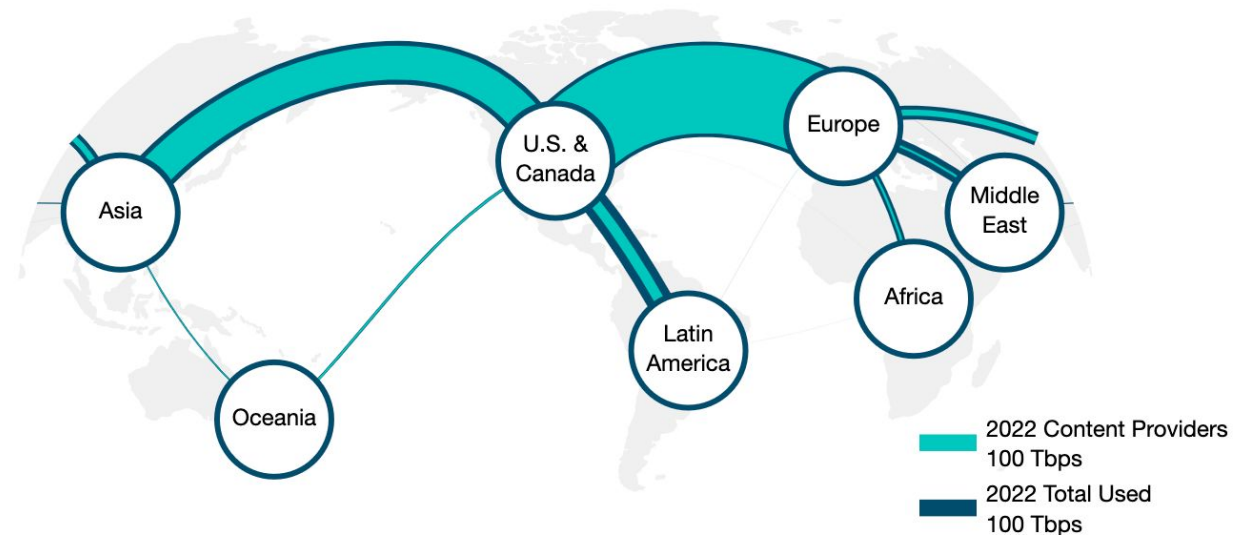 Europe
U.S. &
Canada
Asia
Middle
East
Africa
Latin
America
Oceania
2022 Content Providers
100 Tbps
2022 Total Used
100 Tbps